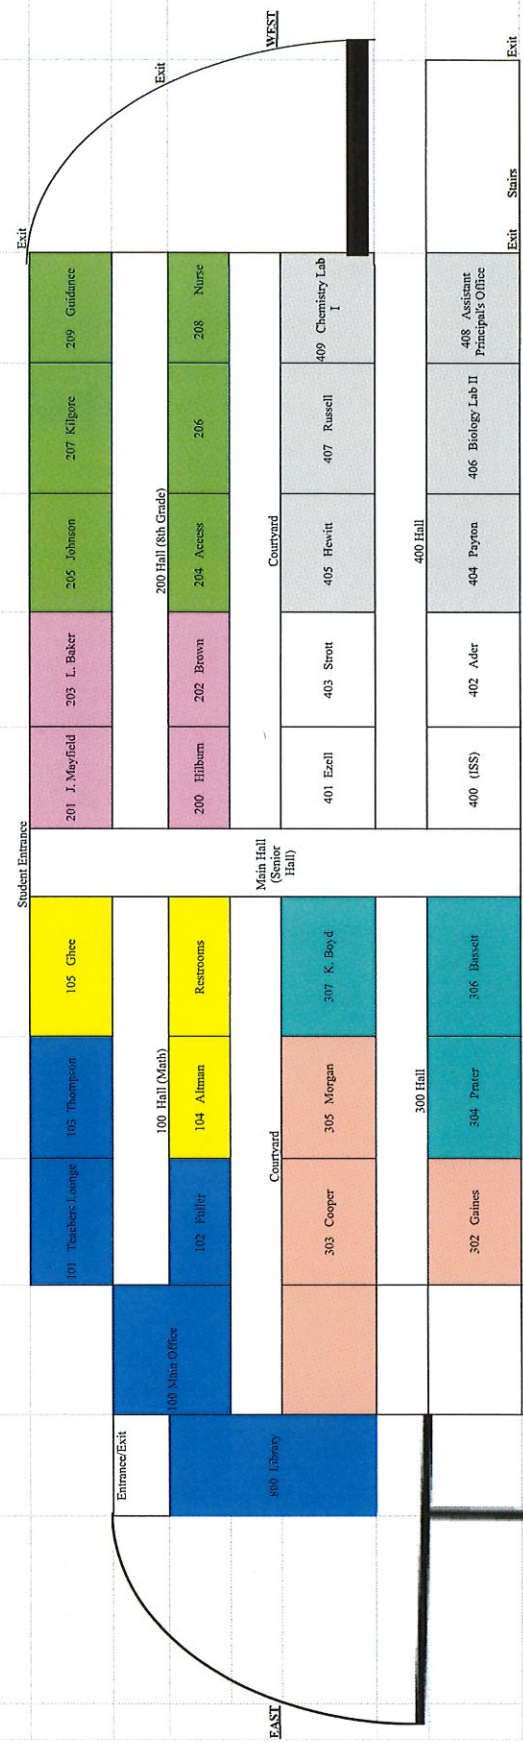 EAST
Entrance/Exit
800 Library
100 Main Office
101 Teachers Lounge
103 Thompson
105 Ghee
Student Entrance
201 J. Mayfield
203 L. Baker
205 Johnson
207 Kilgore
209 Guidance
Exit
Exit
WEST
100 Hall (Math)
200 Hall (8th Grade)
102 Fuller
104 Altman
Restrooms
200 Hilburn
202 Brown
204 Access
206
208 Nurse
Courtyard
Main Hall
(Senior
Hall)
Courtyard
303 Cooper
305 Morgan
307 K. Boyd
401 Ezell
403 Strott
405 Hewitt
407 Russell
409 Chemistry Lab
I
300 Hall
400 Hall
302 Gaines
304 Prater
306 Bassett
400 (ISS)
402 Ader
404 Payton
406 Biology Lab II
408 Assistant
Principal's Office
Exit
Stairs
Exit